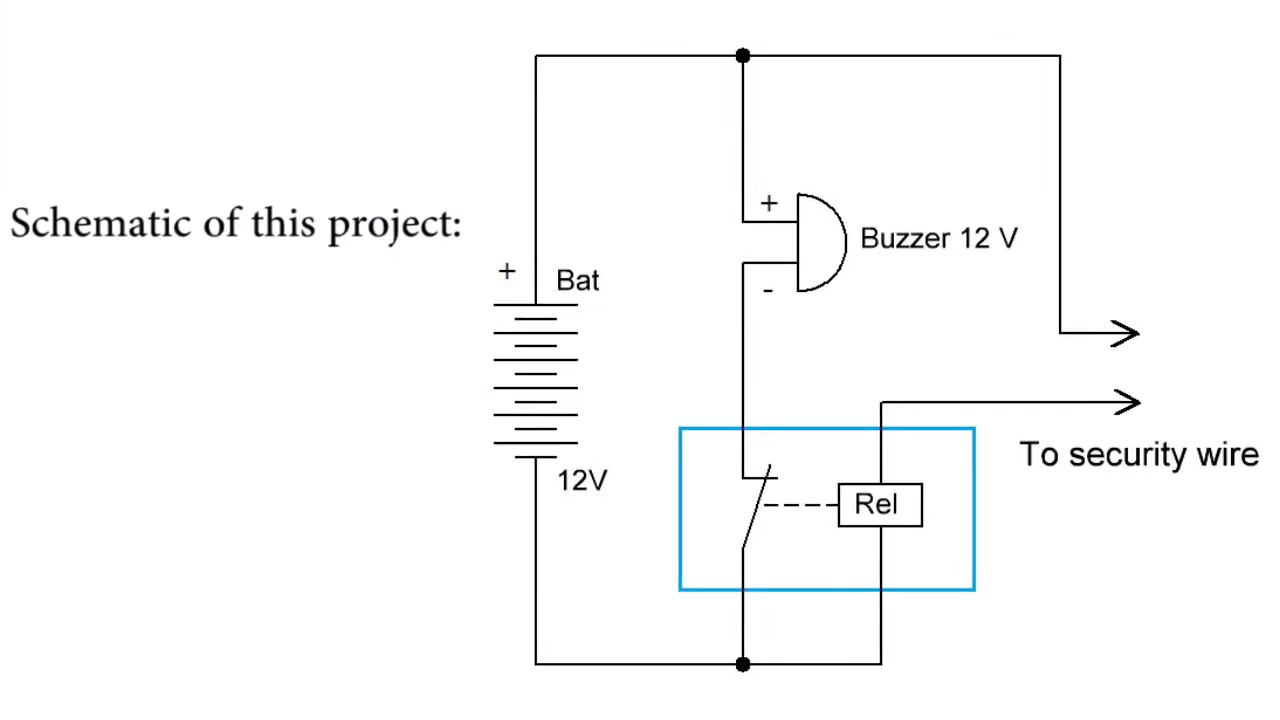 Schematic of this project:
+
Bat
12V
+
-
Buzzer 12 V
Rel
To security wire